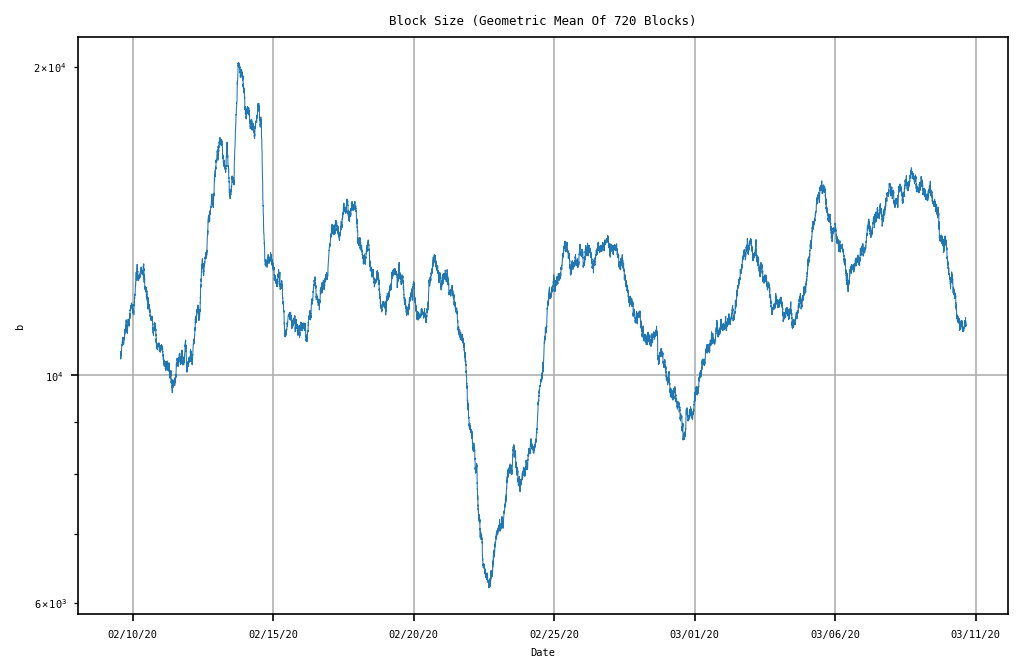 Block Size (Geometric Mean Of 720 Blocks)
2×10⁴
10⁴
6×10³
b
02/10/20 02/15/20 02/20/20 02/25/20 03/01/20 03/06/20 03/11/20
Date